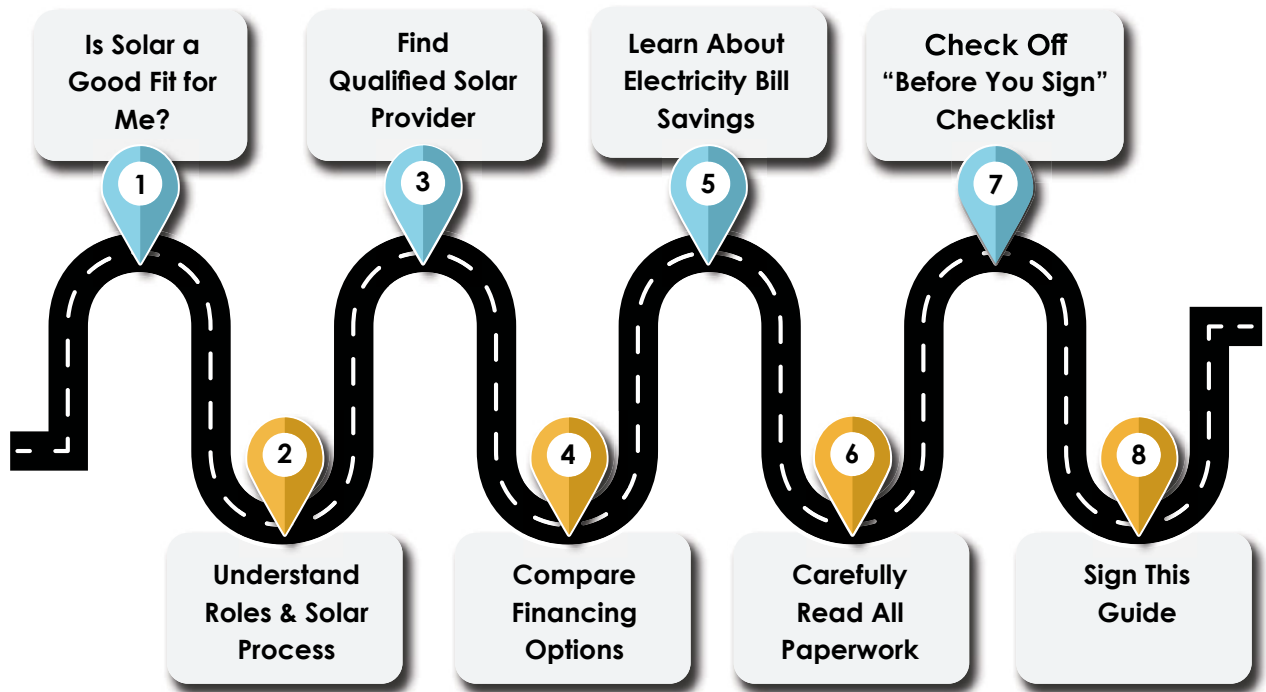 Is Solar a
Good Fit for
Me?
1
Understand
Roles & Solar
Process
2
Find
Qualified Solar
Provider
3
Compare
Financing
Options
4
Learn About
Electricity Bill
Savings
5
Carefully
Read All
Paperwork
6
Check Off
“Before You Sign”
Checklist
7
Sign This
Guide
8